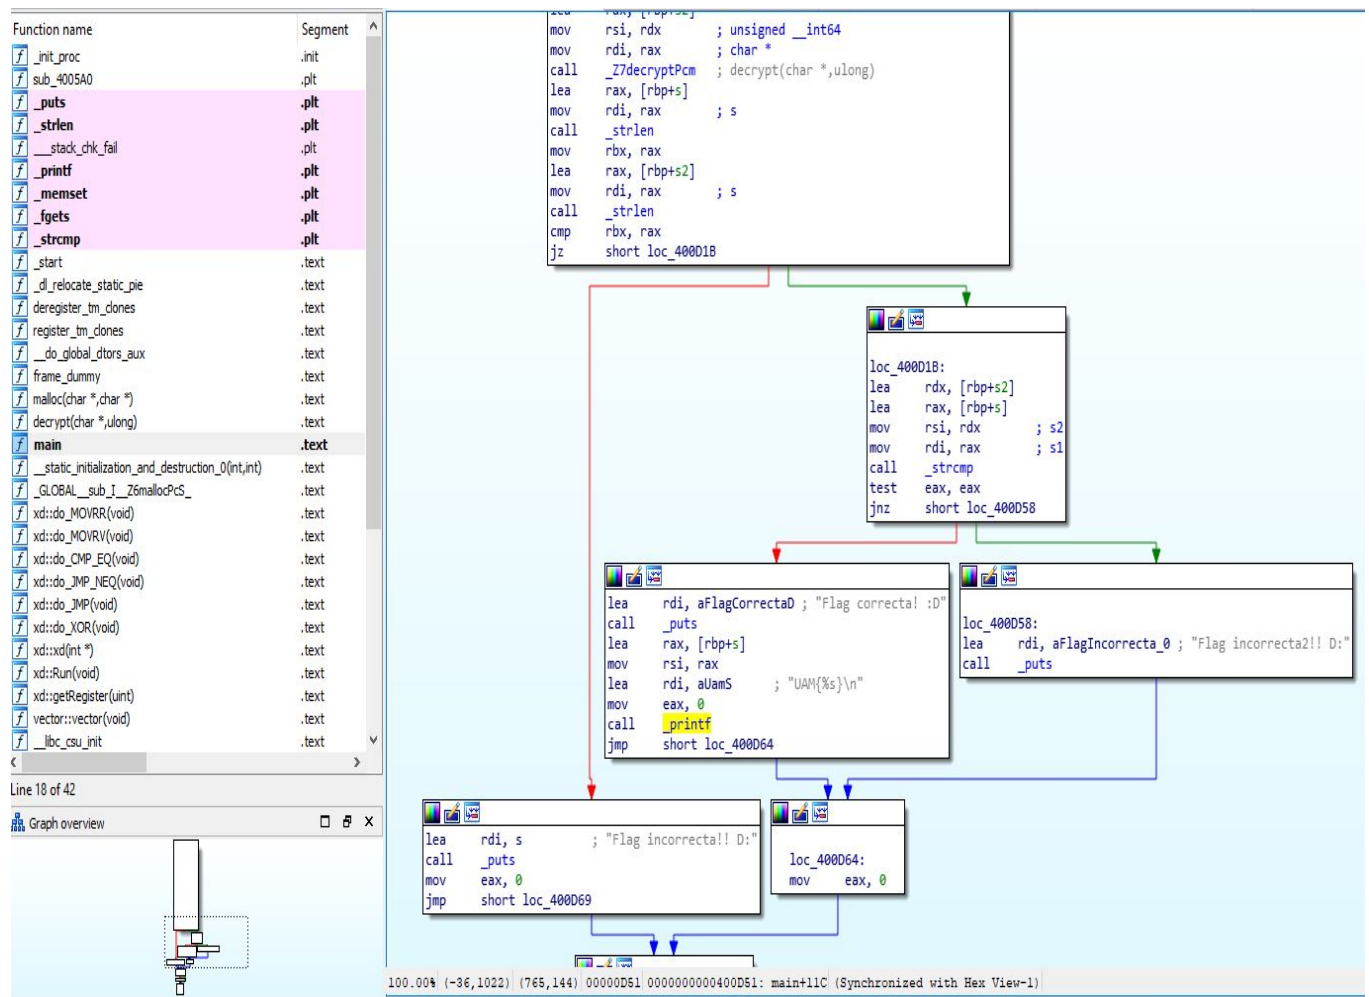 Function name Segment
f _init_proc .init
f sub_4005A0 .plt
f _puts .plt
f _strlen .plt
f ___stack_chk_fail .plt
f _printf .plt
f _memset .plt
f _fgets .plt
f _strcmp .plt
f _start .text
f _dl_relocate_static_pie .text
f deregister_tm_clones .text
f register_tm_clones .text
f __do_global_dtors_aux .text
f frame_dummy .text
f malloc(char *,char *) .text
f decrypt(char *,ulong) .text
f main .text
f __static_initialization_and_destruction_0(int,int) .text
f _GLOBAL__sub_I__Z6mallocPcS_ .text
f xd::do_MOVRR(void) .text
f xd::do_MOVRV(void) .text
f xd::do_CMP_EQ(void) .text
f xd::do_JMP_NEQ(void) .text
f xd::do_JMP(void) .text
f xd::do_XOR(void) .text
f xd::xd(int *) .text
f xd::Run(void) .text
f xd::getRegister(uint) .text
f vector::vector(void) .text
f __libc_csu_init .text
Line 18 of 42
Graph overview
mov rsi, rdx ; unsigned __int64
mov rdi, rax ; char *
call _Z7decryptPcm ; decrypt(char *,ulong)
lea rax, [rbp+s]
mov rdi, rax ; s
call _strlen
mov rbx, rax
lea rax, [rbp+s2]
mov rdi, rax ; s
call _strlen
cmp rbx, rax
jz short loc_400D1B
loc_400D1B:
lea rdx, [rbp+s2]
lea rax, [rbp+s]
mov rsi, rdx ; s2
mov rdi, rax ; s1
call _strcmp
test eax, eax
jnz short loc_400D58
lea rdi, aFlagCorrectaD ; "Flag correcta! :D"
call _puts
lea rax, [rbp+s]
mov rsi, rax
lea rdi, aUamS ; "UAM{%s}\n"
mov eax, 0
call _printf
jmp short loc_400D64
loc_400D58:
lea rdi, aFlagIncorrecta_0 ; "Flag incorrecta2!! D:"
call _puts
lea rdi, s ; "Flag incorrecta!! D:"
call _puts
mov eax, 0
jmp short loc_400D69
loc_400D64:
mov eax, 0
100.00% (-36,1022) (765,144) 00000D51 0000000000400D51: main+11C (Synchronized with Hex View-1)